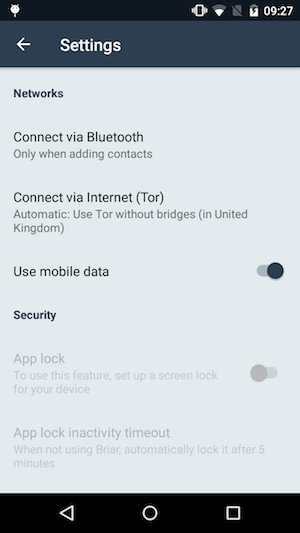 09:27
Settings
Networks
Connect via Bluetooth
Only when adding contacts
Connect via Internet (Tor)
Automatic: Use Tor without bridges (in United
Kingdom)
Use mobile data
Security
App lock
To use this feature, set up a screen lock
for your device
App lock inactivity timeout
When not using Briar, automatically lock it after 5
minutes